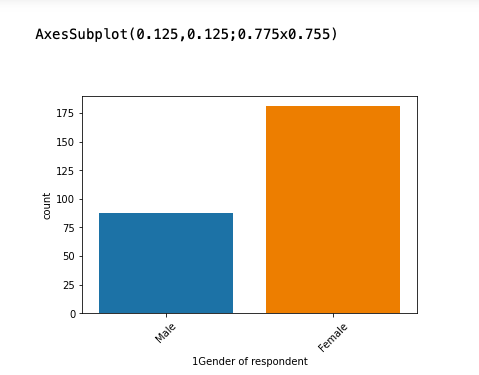 AxesSubplot(0.125,0.125;0.775x0.755)
175
150
125
100
75
50
25
0
count
Male
Female
1Gender of respondent